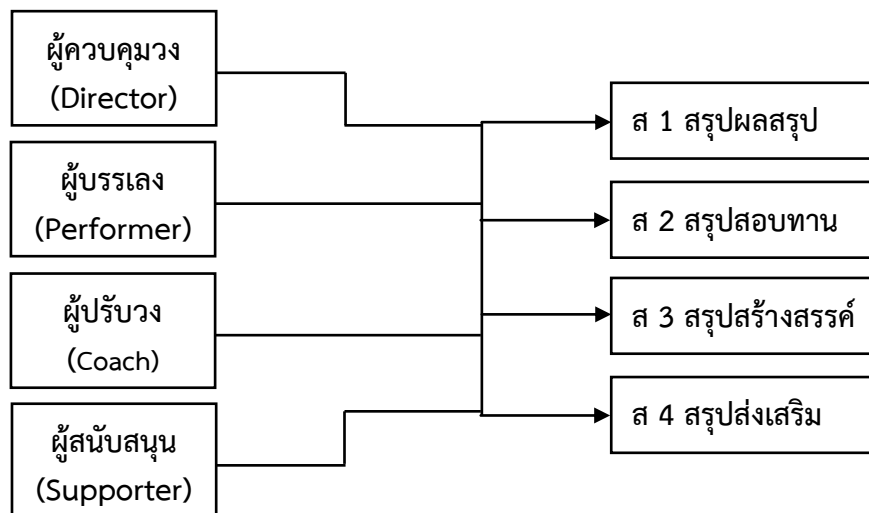 ผู้ควบคุมวง
(Director)
ผู้บรรเลง
(Performer)
ผู้ปรับวง
(Coach)
ผู้สนับสนุน
(Supporter)
ส 1 สรุปผลสรุป
ส 2 สรุปสอบทาน
ส 3 สรุปสร้างสรรค์
ส 4 สรุปส่งเสริม